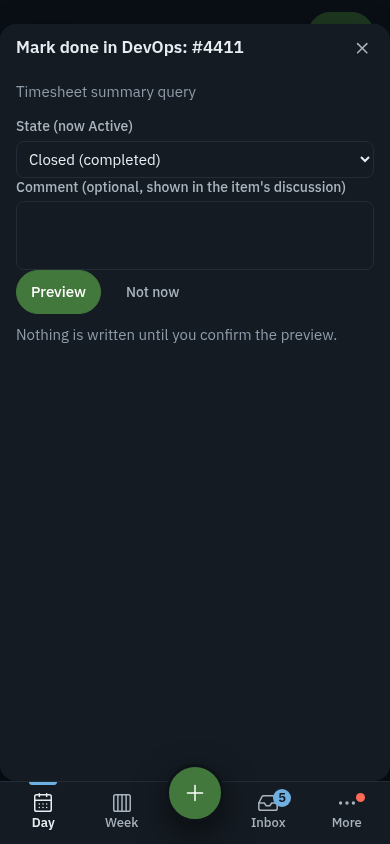 Mark done in DevOps: #4411
Timesheet summary query
State (now Active)
Closed (completed)
Comment (optional, shown in the item's discussion)
Preview
Not now
Nothing is written until you confirm the preview.
Day
Week
5
Inbox
More